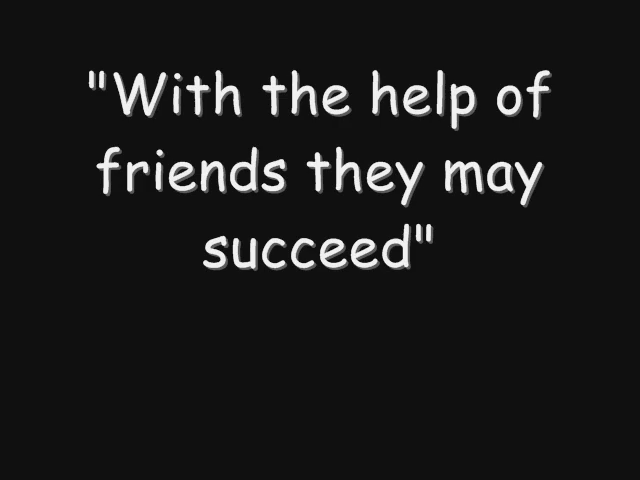 "With the help of
friends they may
succeed"